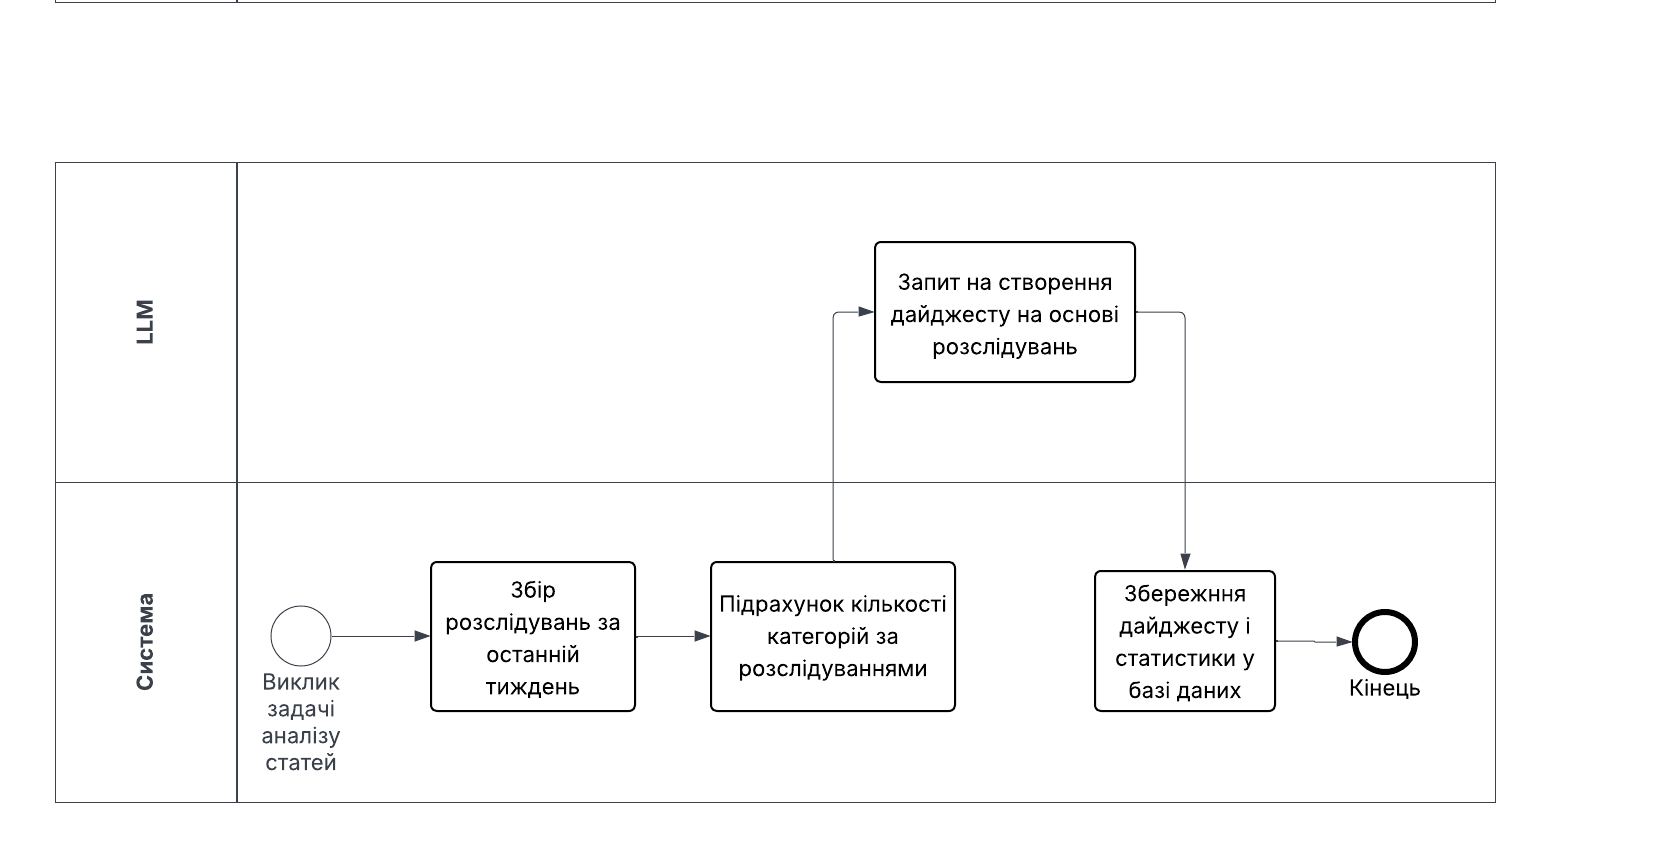 LLM
Запит на створення
дайджесту на основі
розслідувань
Система
Виклик
задачі
аналізу
статей
Збір
розслідувань за
останній
тиждень
Підрахунок кількості
категорій за
розслідуваннями
Збережння
дайджесту і
статистики у
базі даних
Кінець